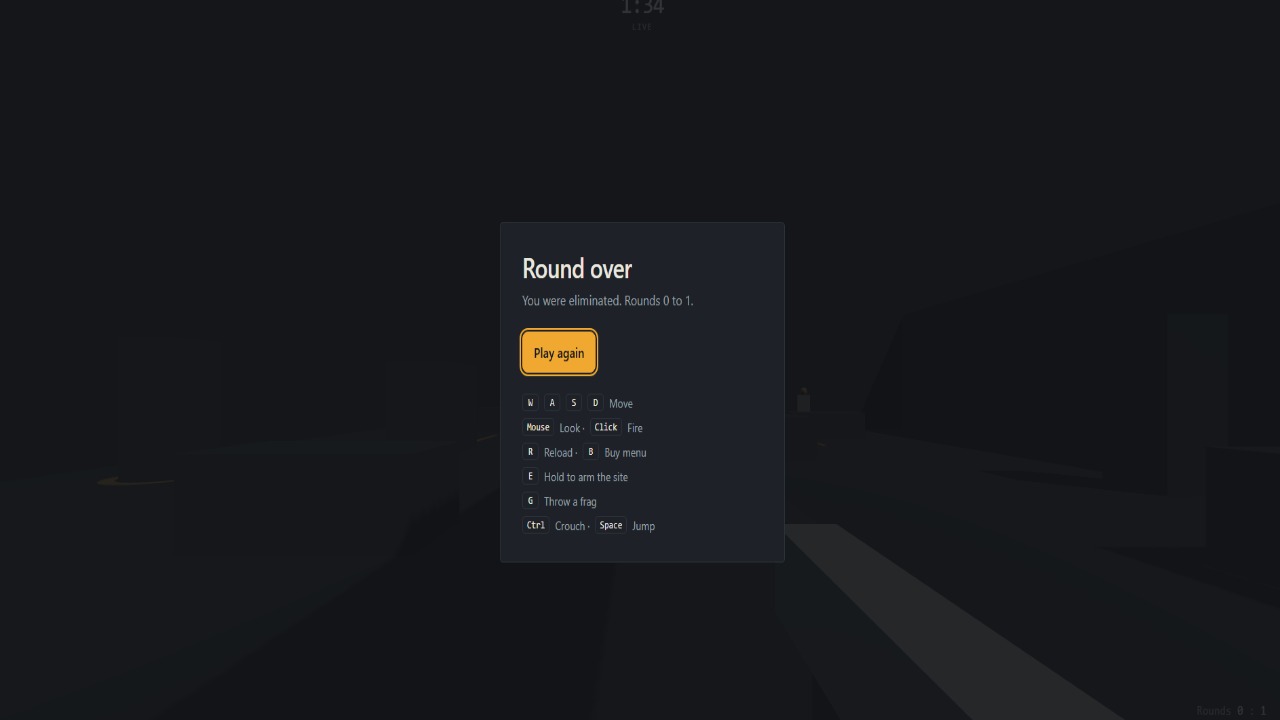 1:34
LIVE
Round over
You were eliminated. Rounds 0 to 1.
Play again
W A S D Move
Mouse Look · Click Fire
R Reload · B Buy menu
E Hold to arm the site
G Throw a frag
Ctrl Crouch · Space Jump
Rounds 0 : 1